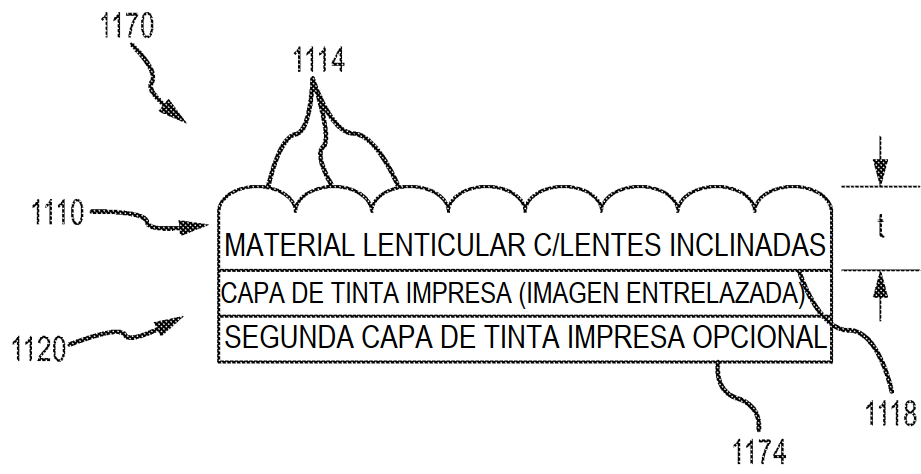 1170
1114
1110
t
MATERIAL LENTICULAR C/LENTES INCLINADAS
CAPA DE TINTA IMPRESA (IMAGEN ENTRELAZADA)
1120
SEGUNDA CAPA DE TINTA IMPRESA OPCIONAL
1118
1174